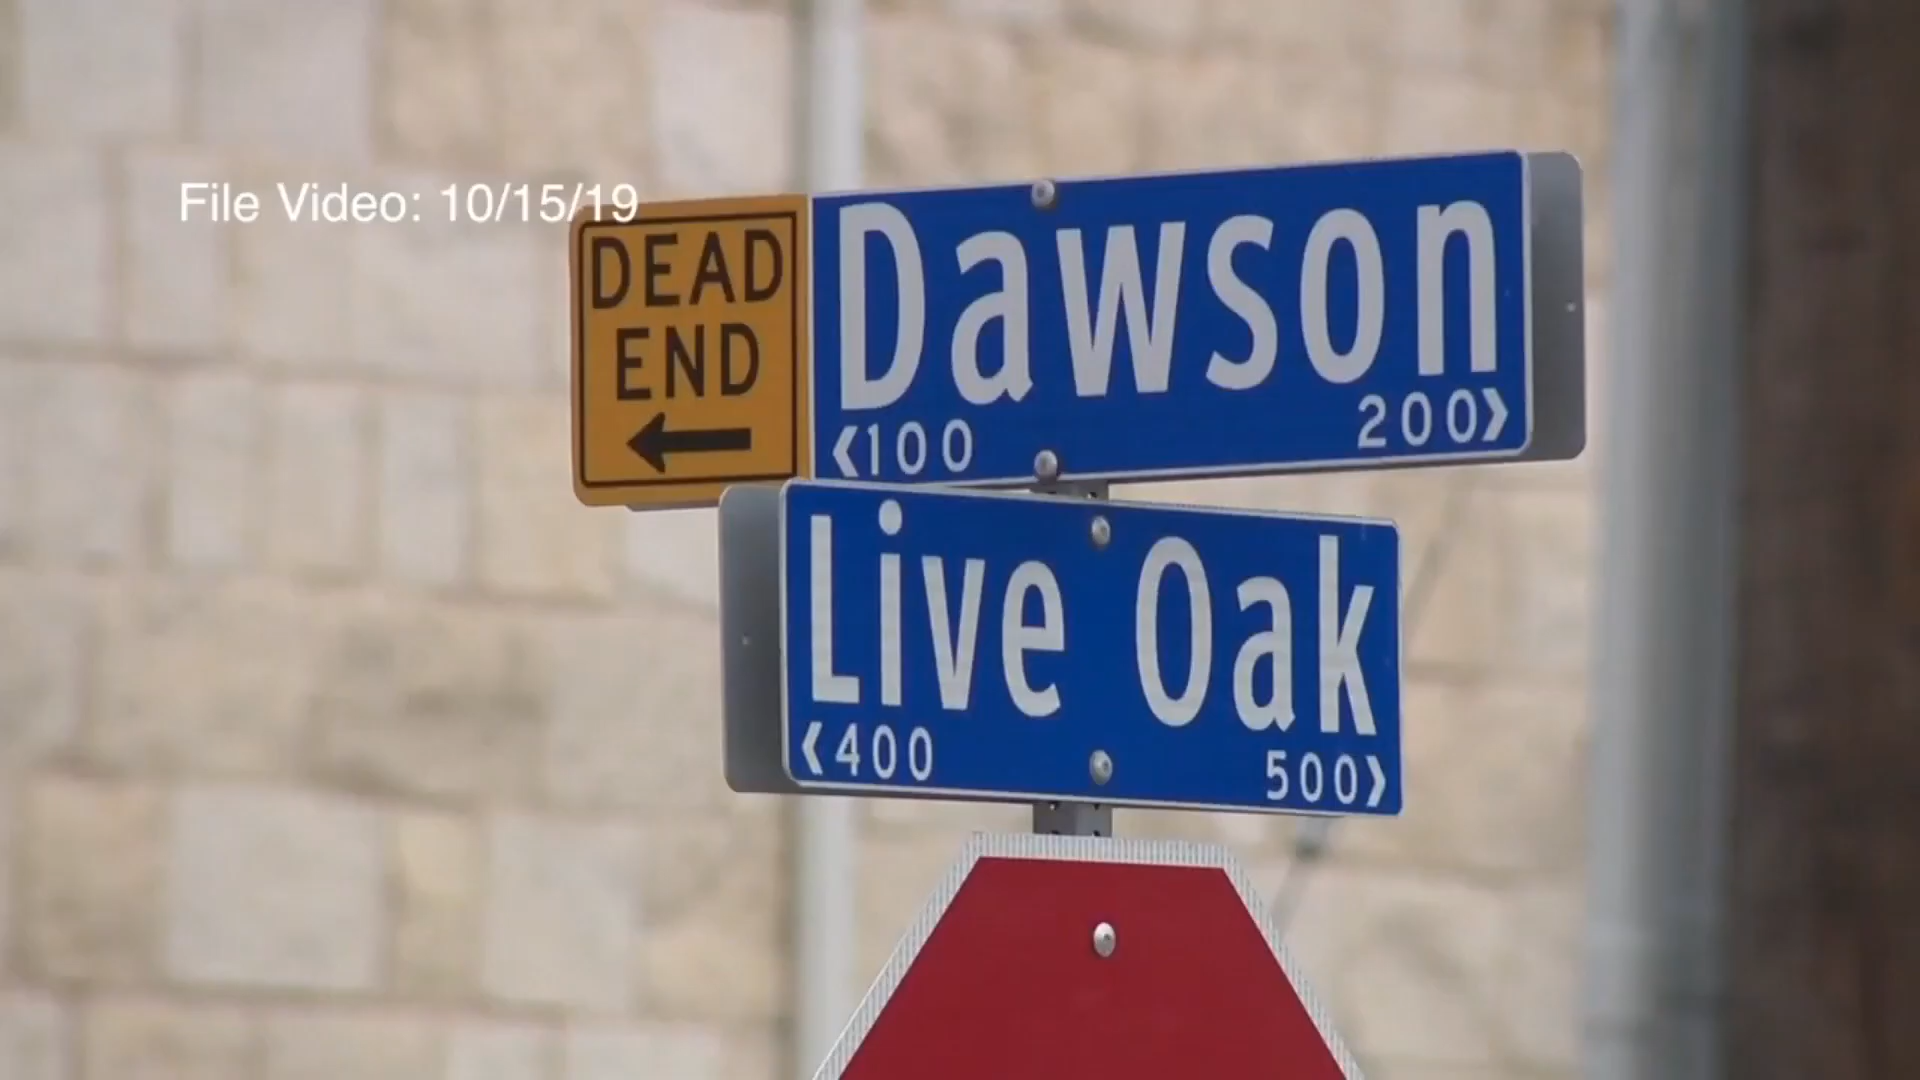 File Video: 10/15/19
DEAD
END
Dawson
<100 200>
Live Oak
<400 500>